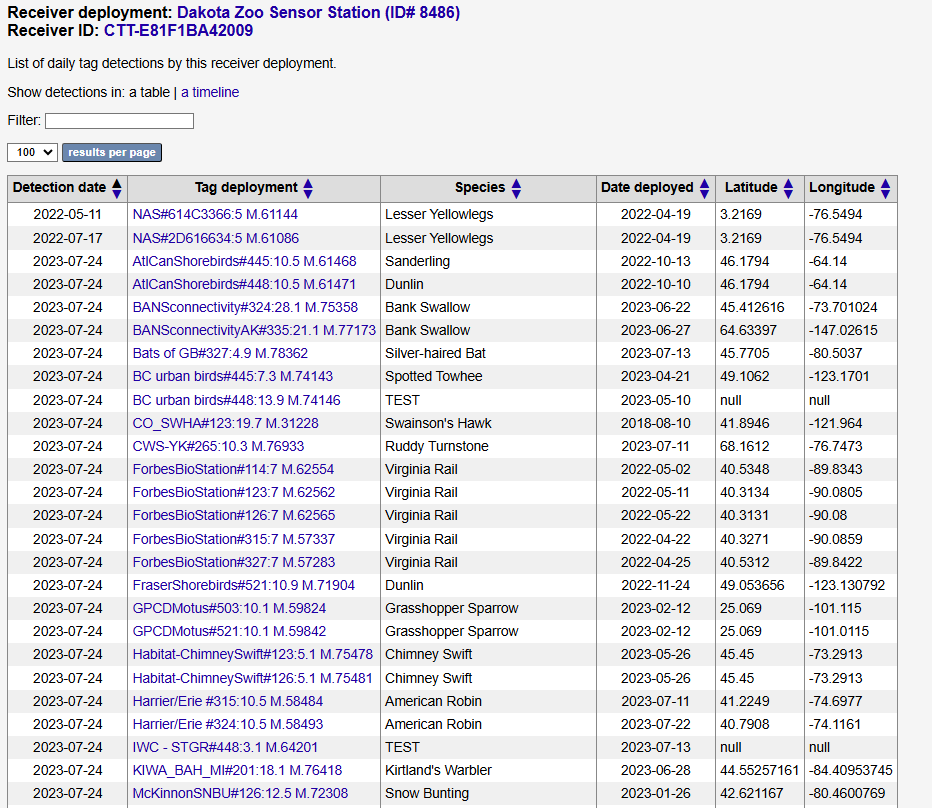 Receiver deployment: Dakota Zoo Sensor Station (ID# 8486)
Receiver ID: CTT-E81F1BA42009
List of daily tag detections by this receiver deployment.
Show detections in: a table | a timeline
Filter:
100 results per page
Detection date Tag deployment Species Date deployed Latitude Longitude
2022-05-11 NAS#614C3366:5 M.61144 Lesser Yellowlegs 2022-04-19 3.2169 -76.5494
2022-07-17 NAS#2D616634:5 M.61086 Lesser Yellowlegs 2022-04-19 3.2169 -76.5494
2023-07-24 AtlCanShorebirds#445:10.5 M.61468 Sanderling 2022-10-13 46.1794 -64.14
2023-07-24 AtlCanShorebirds#448:10.5 M.61471 Dunlin 2022-10-10 46.1794 -64.14
2023-07-24 BANSconnectivity#324:28.1 M.75358 Bank Swallow 2023-06-22 45.412616 -73.701024
2023-07-24 BANSconnectivityAK#335:21.1 M.77173 Bank Swallow 2023-06-27 64.63397 -147.02615
2023-07-24 Bats of GB#327:4.9 M.78362 Silver-haired Bat 2023-07-13 45.7705 -80.5037
2023-07-24 BC urban birds#445:7.3 M.74143 Spotted Towhee 2023-04-21 49.1062 -123.1701
2023-07-24 BC urban birds#448:13.9 M.74146 TEST 2023-05-10 null null
2023-07-24 CO_SWHA#123:19.7 M.31228 Swainson's Hawk 2018-08-10 41.8946 -121.964
2023-07-24 CWS-YK#265:10.3 M.76933 Ruddy Turnstone 2023-07-11 68.1612 -76.7473
2023-07-24 ForbesBioStation#114:7 M.62554 Virginia Rail 2022-05-02 40.5348 -89.8343
2023-07-24 ForbesBioStation#123:7 M.62562 Virginia Rail 2022-05-11 40.3134 -90.0805
2023-07-24 ForbesBioStation#126:7 M.62565 Virginia Rail 2022-05-22 40.3131 -90.08
2023-07-24 ForbesBioStation#315:7 M.57337 Virginia Rail 2022-04-22 40.3271 -90.0859
2023-07-24 ForbesBioStation#327:7 M.57283 Virginia Rail 2022-04-25 40.5312 -89.8422
2023-07-24 FraserShorebirds#521:10.9 M.71904 Dunlin 2022-11-24 49.053656 -123.130792
2023-07-24 GPCDMotus#503:10.1 M.59824 Grasshopper Sparrow 2023-02-12 25.069 -101.115
2023-07-24 GPCDMotus#521:10.1 M.59842 Grasshopper Sparrow 2023-02-12 25.069 -101.0115
2023-07-24 Habitat-ChimneySwift#123:5.1 M.75478 Chimney Swift 2023-05-26 45.45 -73.2913
2023-07-24 Habitat-ChimneySwift#126:5.1 M.75481 Chimney Swift 2023-05-26 45.45 -73.2913
2023-07-24 Harrier/Erie #315:10.5 M.58484 American Robin 2023-07-11 41.2249 -74.6977
2023-07-24 Harrier/Erie #324:10.5 M.58493 American Robin 2023-07-22 40.7908 -74.1161
2023-07-24 IWC - STGR#448:3.1 M.64201 TEST 2023-07-13 null null
2023-07-24 KIWA_BAH_MI#201:18.1 M.76418 Kirtland's Warbler 2023-06-28 44.55257161 -84.40953745
2023-07-24 McKinnonSNBU#126:12.5 M.72308 Snow Bunting 2023-01-26 42.621167 -80.4600769